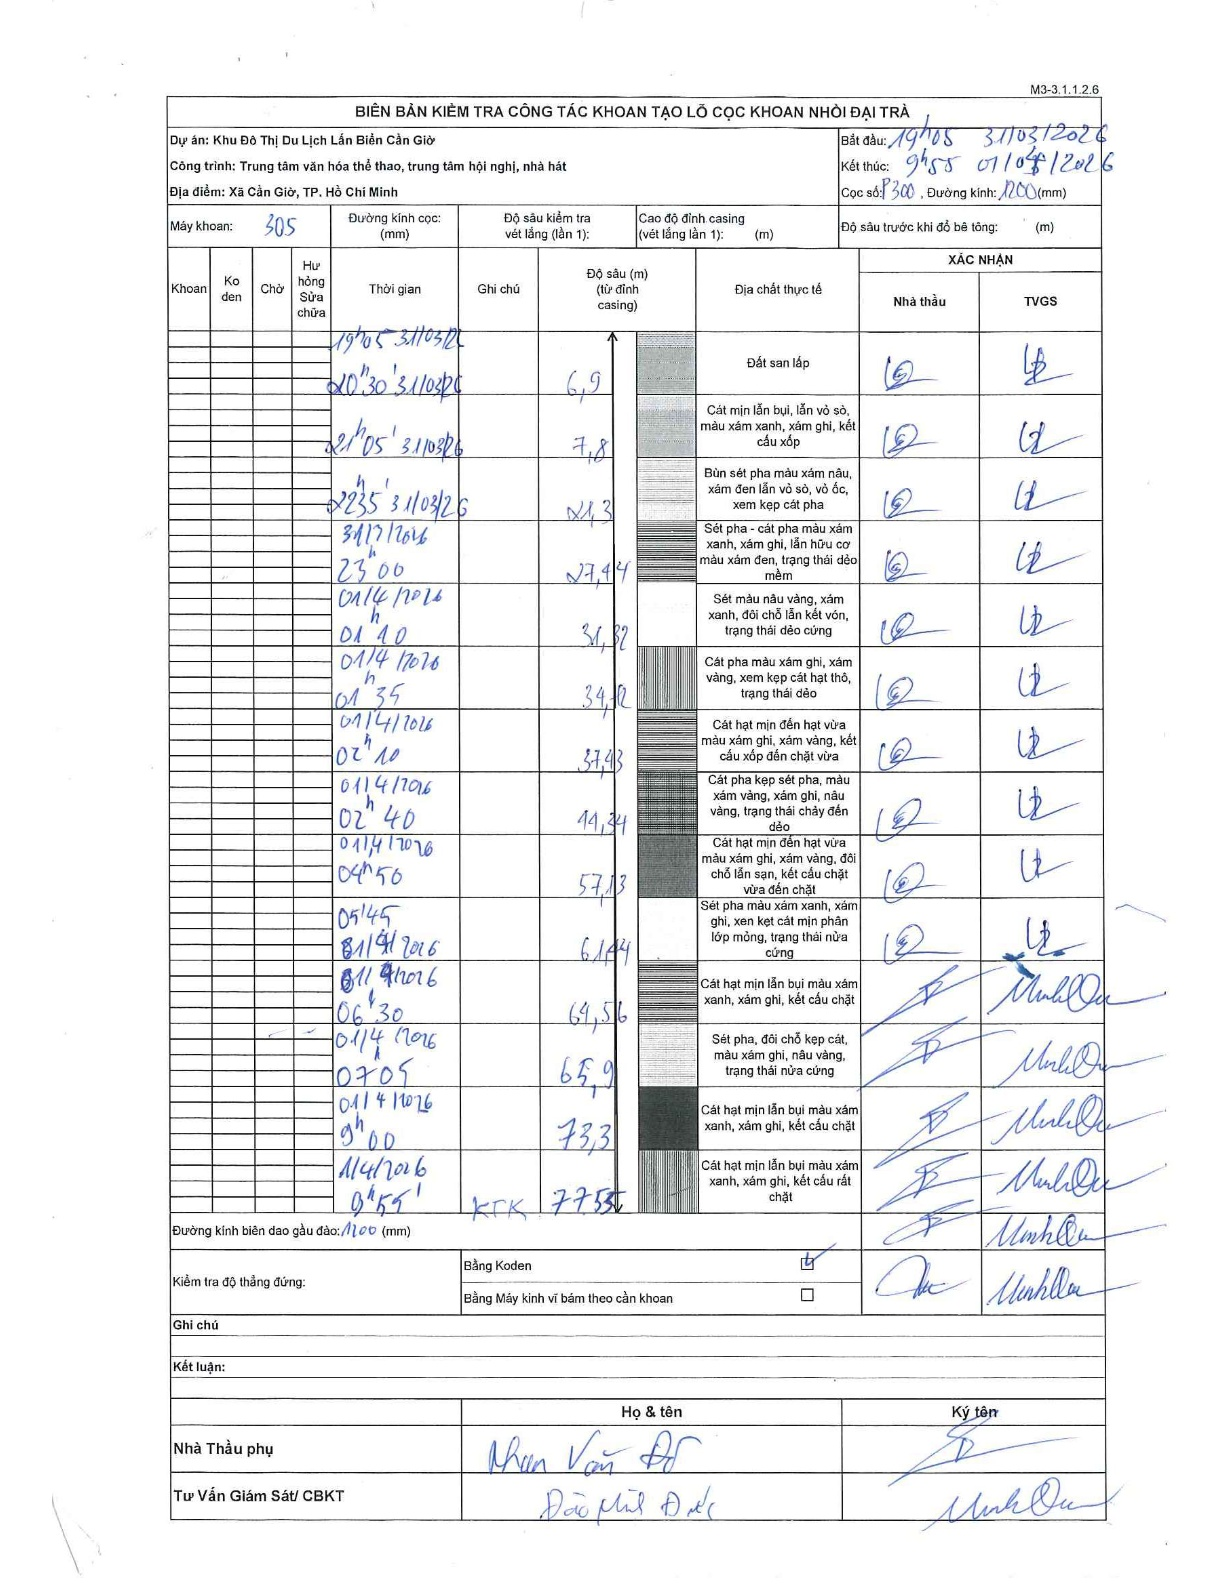 M3-3.1.1.2.6
BIÊN BẢN KIỂM TRA CÔNG TÁC KHOAN TẠO LỖ CỌC KHOAN NHỒI ĐẠI TRÀ
Dự án: Khu Đô Thị Du Lịch Lấn Biển Cần Giờ
Bắt đầu: 19h05 31/03/2026
Công trình: Trung tâm văn hóa thể thao, trung tâm hội nghị, nhà hát
Kết thúc: 9h55 01/04/2026
Địa điểm: Xã Cần Giờ, TP. Hồ Chí Minh
Cọc số: P300, Đường kính: 1200 (mm)
Máy khoan: 305
Đường kính cọc: (mm)
Độ sâu kiểm tra vét lắng (lần 1):
Cao độ đỉnh casing (vét lắng lần 1): (m)
Độ sâu trước khi đổ bê tông: (m)
Khoan
Ko den
Chờ
Hư hỏng Sửa chữa
Thời gian
Ghi chú
Độ sâu (m) (từ đỉnh casing)
Địa chất thực tế
XÁC NHẬN
Nhà thầu
TVGS
19h05 31/03/26
20h30' 31/03/26 6,9 Đất san lấp
21h05' 31/03/26 7,8 Cát mịn lẫn bụi, lẫn vỏ sò, màu xám xanh, xám ghi, kết cấu xốp
22h35' 31/03/26 21,3 Bùn sét pha màu xám nâu, xám đen lẫn vỏ sò, vỏ ốc, xem kẹp cát pha
23h00 27,44 Sét pha - cát pha màu xám xanh, xám ghi, lẫn hữu cơ màu xám đen, trạng thái dẻo mềm
01/4/2026
01h10 31,32 Sét màu nâu vàng, xám xanh, đôi chỗ lẫn kết vón, trạng thái dẻo cứng
01/4/2026
01h35 34,12 Cát pha màu xám ghi, xám vàng, xem kẹp cát hạt thô, trạng thái dẻo
01/4/2026
02h10 37,43 Cát hạt mịn đến hạt vừa màu xám ghi, xám vàng, kết cấu xốp đến chặt vừa
01/4/2026
02h40 44,34 Cát pha kẹp sét pha, màu xám vàng, xám ghi, nâu vàng, trạng thái chảy đến dẻo
01/4/2026
04h50 57,13 Cát hạt mịn đến hạt vừa màu xám ghi, xám vàng, đôi chỗ lẫn sạn, kết cấu chặt vừa đến chặt
05h45
01/4/2026 61,44 Sét pha màu xám xanh, xám ghi, xen kẹt cát mịn phân lớp mỏng, trạng thái nửa cứng
01/4/2026
06h30 64,56 Cát hạt mịn lẫn bụi màu xám xanh, xám ghi, kết cấu chặt
01/4/2026
07h05 65,9 Sét pha, đôi chỗ kẹp cát, màu xám ghi, nâu vàng, trạng thái nửa cứng
01/4/2026
9h00 73,3 Cát hạt mịn lẫn bụi màu xám xanh, xám ghi, kết cấu chặt
1/4/2026
9h55' KTK 77,535 Cát hạt mịn lẫn bụi màu xám xanh, xám ghi, kết cấu rất chặt
Đường kính biên dao gầu đào: 1200 (mm)
Kiểm tra độ thẳng đứng:
Bằng Koden
Bằng Máy kinh vĩ bám theo cần khoan
Ghi chú
Kết luận:
Họ & tên
Ký tên
Nhà Thầu phụ
Văn Đô
Tư Vấn Giám Sát/ CBKT
Đào Minh Đức